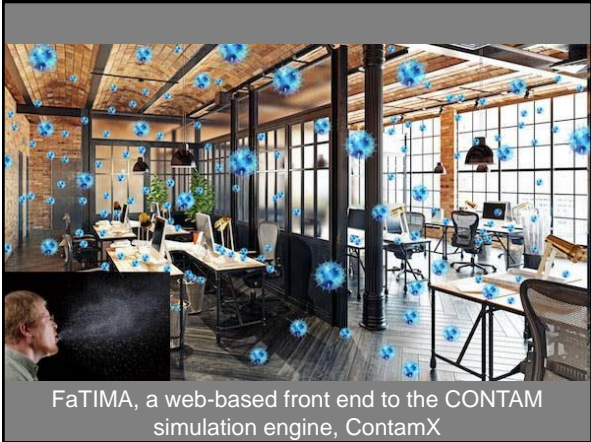 FaTIMA, a web-based front end to the CONTAM
simulation engine, ContamX